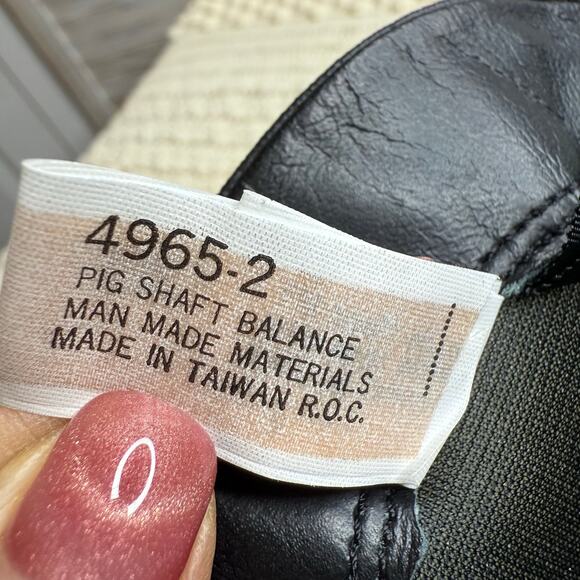 4965-2
PIG SHAFT BALANCE
MAN MADE MATERIALS
MADE IN TAIWAN R.O.C.